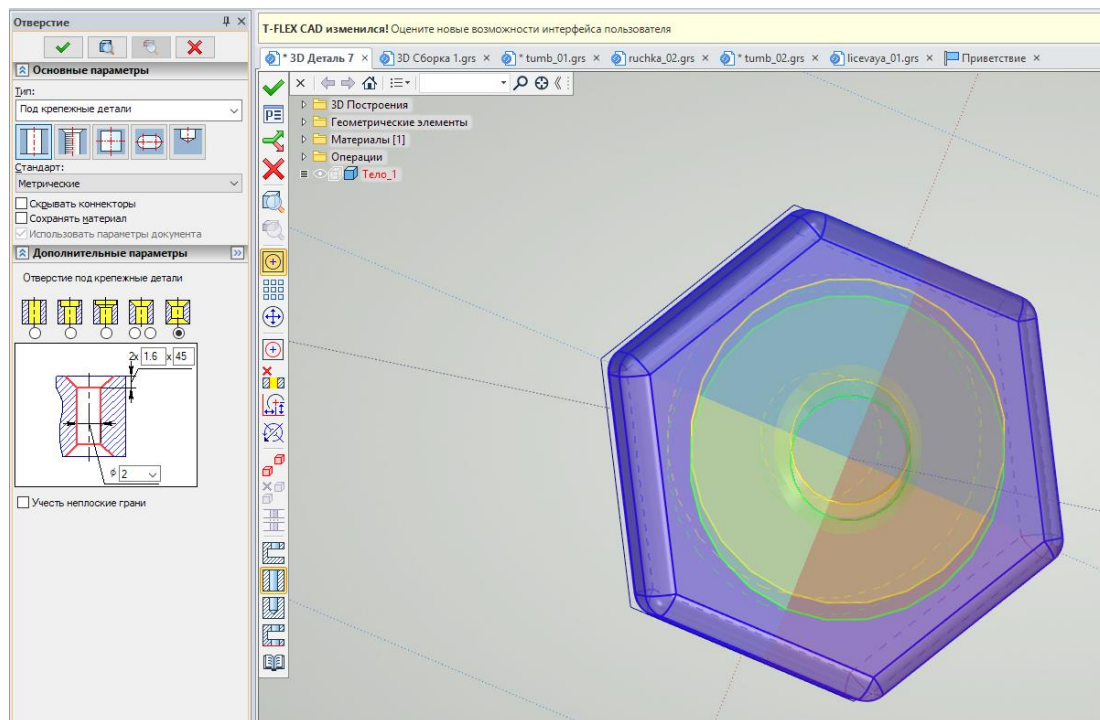 Отверстие
T-FLEX CAD изменился! Оцените новые возможности интерфейса пользователя
* 3D Деталь 7
3D Сборка 1.grs
* tumb_01.grs
ruchka_02.grs
* tumb_02.grs
licevaya_01.grs
Приветствие
Основные параметры
Тип:
Под крепежные детали
Стандарт:
Метрические
Скрывать коннекторы
Сохранять материал
Использовать параметры документа
Дополнительные параметры
Отверстие под крепежные детали
2x 1.6 x 45
⌀ 2
Учесть неплоские грани
3D Построения
Геометрические элементы
Материалы [1]
Операции
Тело_1